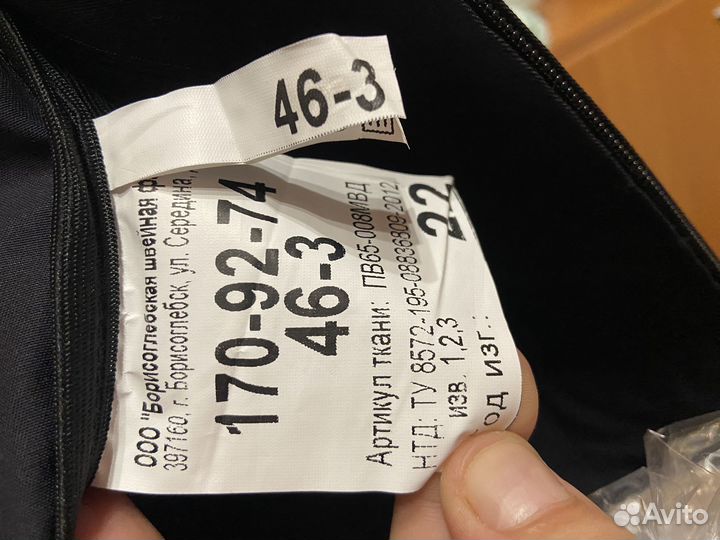 46-3
ООО "Борисоглебская швейная ф
397160, г. Борисоглебск, ул. Середина,
170-92-74
46-3
Артикул ткани: ПВ65-008МВД
НТД: ТУ 8572-195-08836809-2012
изв. 1,2,3
од изг.:
22
Avito